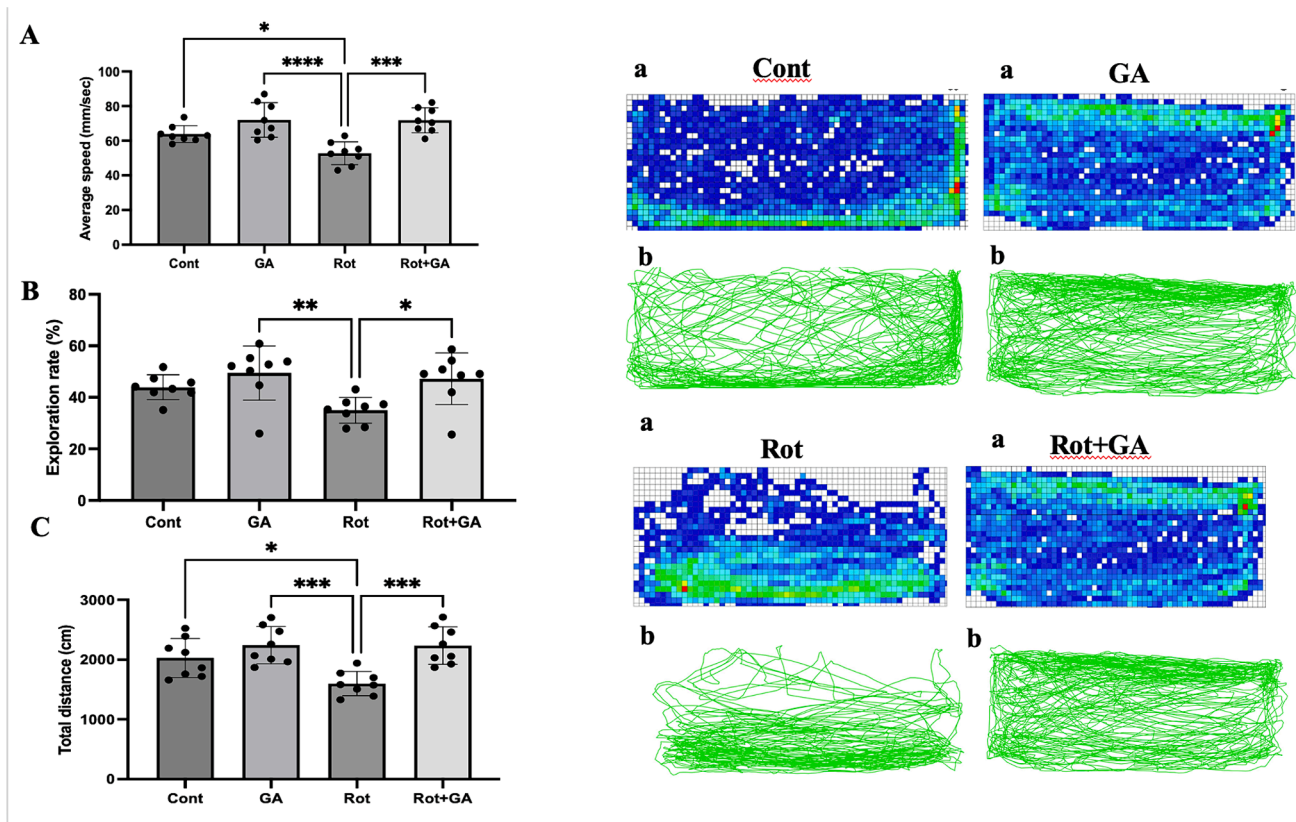 A
*
****
***
Average speed (mm/sec)
100
80
60
40
20
0
Cont GA Rot Rot+GA
B
**
*
Exploration rate (%)
80
60
40
20
0
Cont GA Rot Rot+GA
C
*
***
***
Total distance (cm)
3000
2000
1000
0
Cont GA Rot Rot+GA
a Cont
a GA
b
b
a Rot
a Rot+GA
b
b